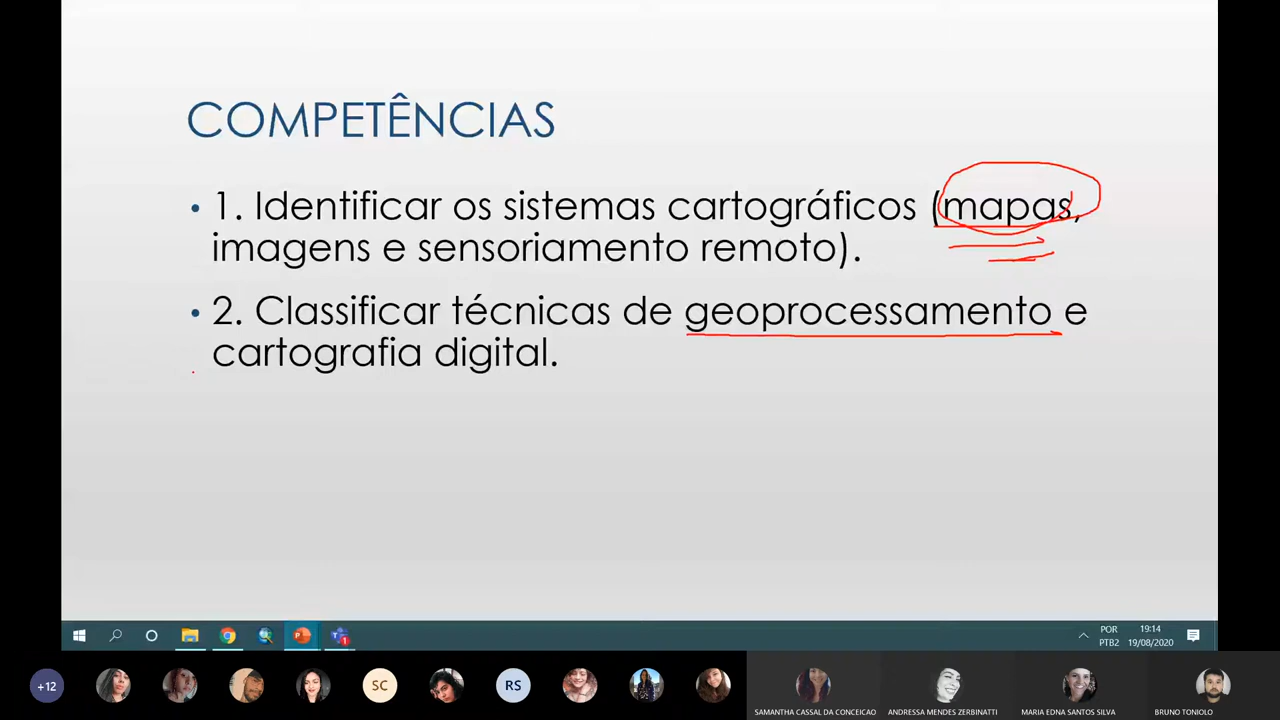 COMPETÊNCIAS
• 1. Identificar os sistemas cartográficos (mapas,
imagens e sensoriamento remoto).
• 2. Classificar técnicas de geoprocessamento e
cartografia digital.
POR
PTB2
19:14
19/08/2020
+12
SC
RS
SAMANTHA CASSAL DA CONCEICAO
ANDRESSA MENDES ZERBINATTI
MARIA EDNA SANTOS SILVA
BRUNO TONIOLO